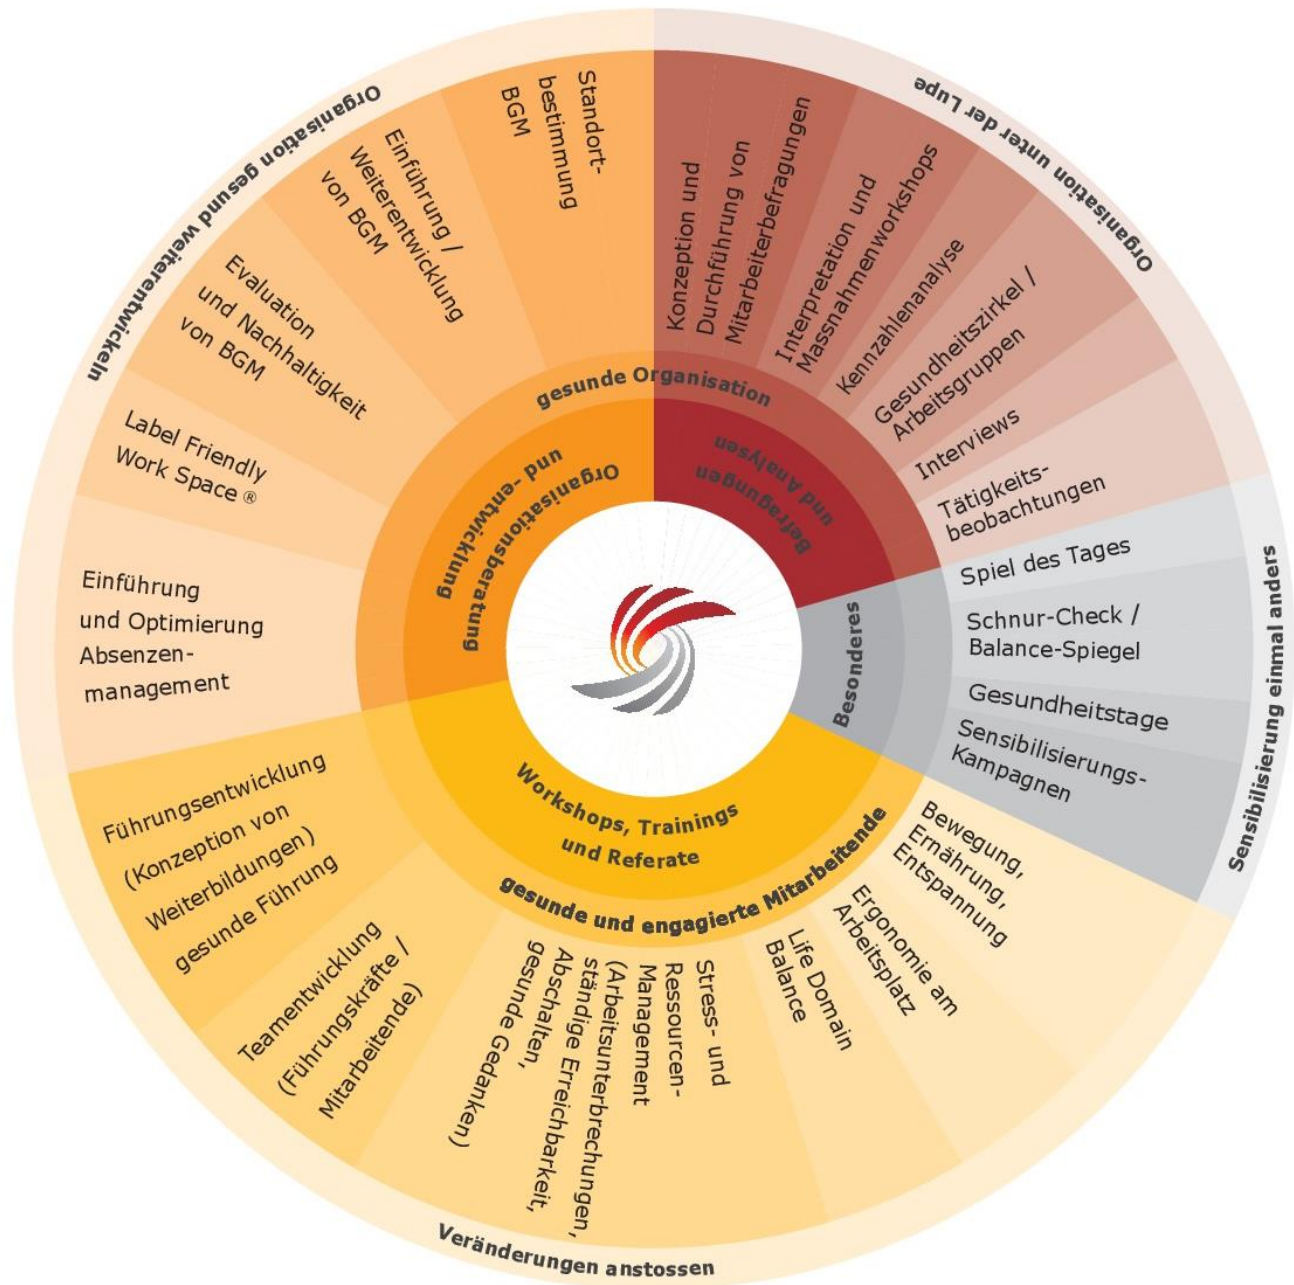 Organisation unter der Lupe
Konzeption und
Durchführung von
Mitarbeiterbefragungen
Interpretation und
Massnahmenworkshops
Kennzahlenanalyse
Gesundheitszirkel /
Arbeitsgruppen
Interviews
Tätigkeits-
beobachtungen
Sensibilisierung einmal anders
Spiel des Tages
Schnur-Check /
Balance-Spiegel
Gesundheitstage
Sensibilisierungs-
Kampagnen
Veränderungen anstossen
Bewegung,
Ernährung,
Entspannung
Ergonomie am
Arbeitsplatz
Life Domain
Balance
Stress- und
Ressourcen-
Management
(Arbeitsunterbrechungen,
ständige Erreichbarkeit,
Abschalten,
gesunde Gedanken)
Teamentwicklung
(Führungskräfte /
Mitarbeitende)
Führungsentwicklung
(Konzeption von
Weiterbildungen)
gesunde Führung
Organisation gesund weiterentwickeln
Einführung
und Optimierung
Absenzen-
management
Label Friendly
Work Space ®
Evaluation
und Nachhaltigkeit
von BGM
Einführung /
Weiterentwicklung
von BGM
Standort-
bestimmung
BGM
gesunde Organisation
Befragungen
und Analysen
Besonderes
gesunde und engagierte Mitarbeitende
Workshops, Trainings
und Referate
Organisationsberatung
und -entwicklung